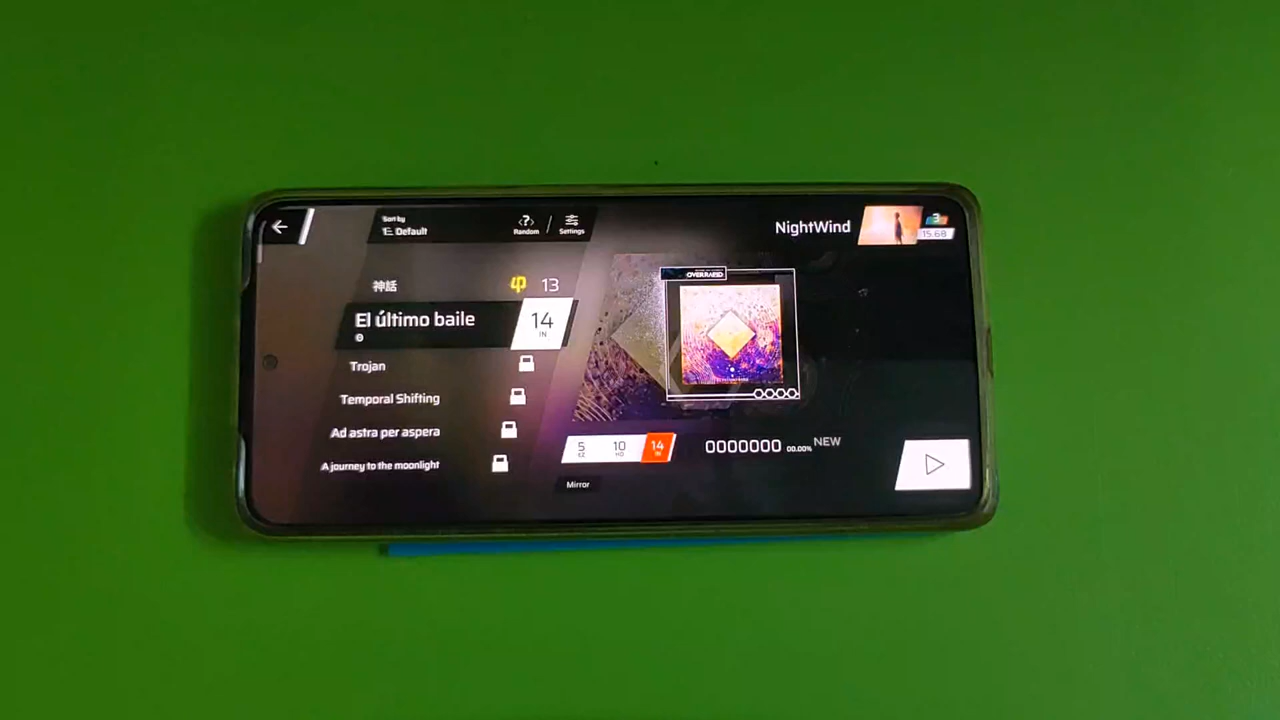 Sort by
Default
Random
Settings
NightWind
3
15.68
神話 φ 13
El último baile 14
IN
Trojan
Temporal Shifting
Ad astra per aspera
A journey to the moonlight
5 10 14
EZ HD IN
0000000 00.00% NEW
Mirror